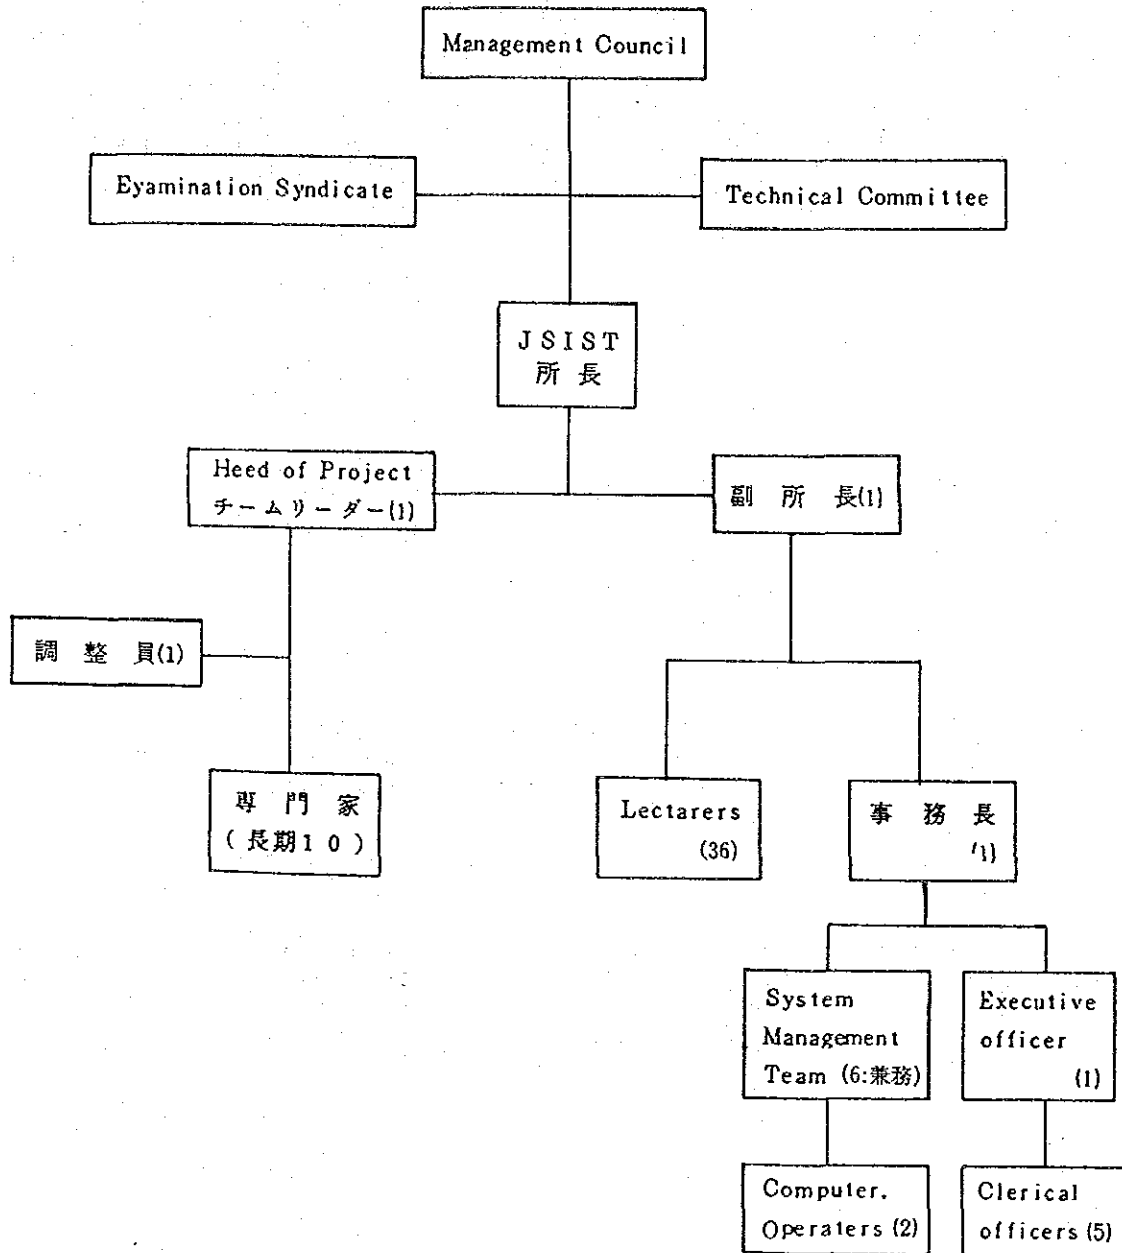 Management Council
Eyamination Syndicate
Technical Committee
JSIST
所長
Heed of Project
チームリーダー(1)
副所長(1)
調整員(1)
専門家
(長期10)
Lectarers
(36)
事務長
(1)
System
Management
Team (6:兼務)
Executive
officer
(1)
Computer.
Operaters (2)
Clerical
officers (5)